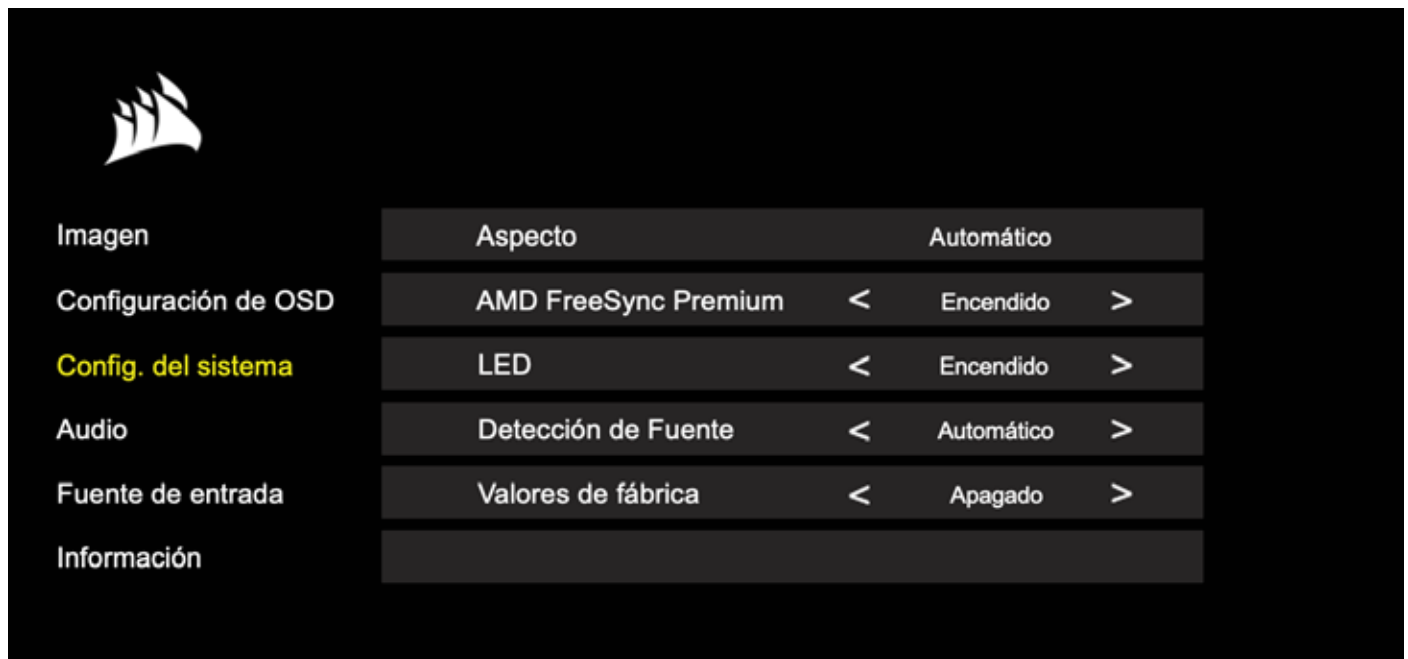 Imagen Aspecto Automático
Configuración de OSD AMD FreeSync Premium < Encendido >
Config. del sistema LED < Encendido >
Audio Detección de Fuente < Automático >
Fuente de entrada Valores de fábrica < Apagado >
Información